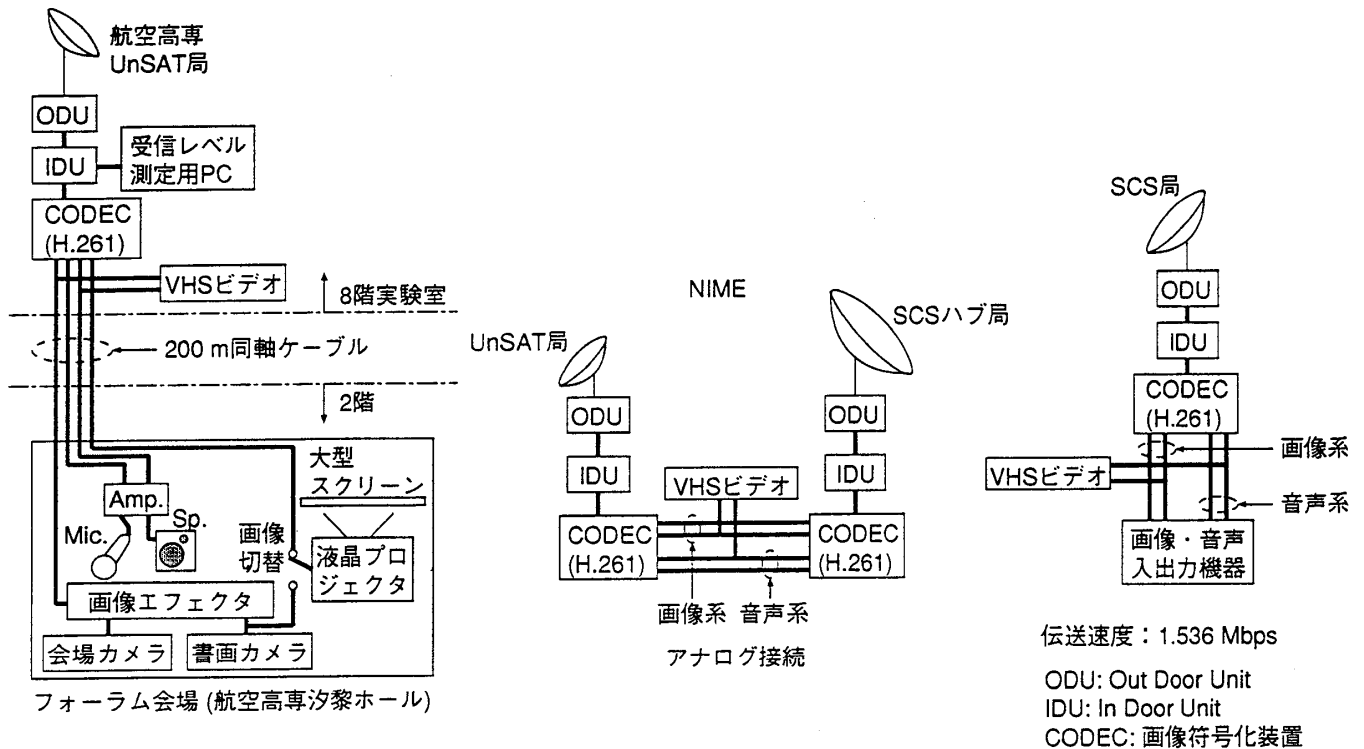 航空高専
UnSAT局
ODU
IDU
受信レベル
測定用PC
CODEC
(H.261)
VHSビデオ
8階実験室
200 m同軸ケーブル
2階
大型
スクリーン
Amp.
Mic.
Sp.
画像
切替
液晶プロ
ジェクタ
画像エフェクタ
会場カメラ
書画カメラ
フォーラム会場 (航空高専汐黎ホール)
NIME
UnSAT局
SCSハブ局
ODU
ODU
IDU
IDU
VHSビデオ
CODEC
(H.261)
CODEC
(H.261)
画像系
音声系
アナログ接続
SCS局
ODU
IDU
CODEC
(H.261)
画像系
VHSビデオ
音声系
画像・音声
入出力機器
伝送速度：1.536 Mbps
ODU: Out Door Unit
IDU: In Door Unit
CODEC: 画像符号化装置